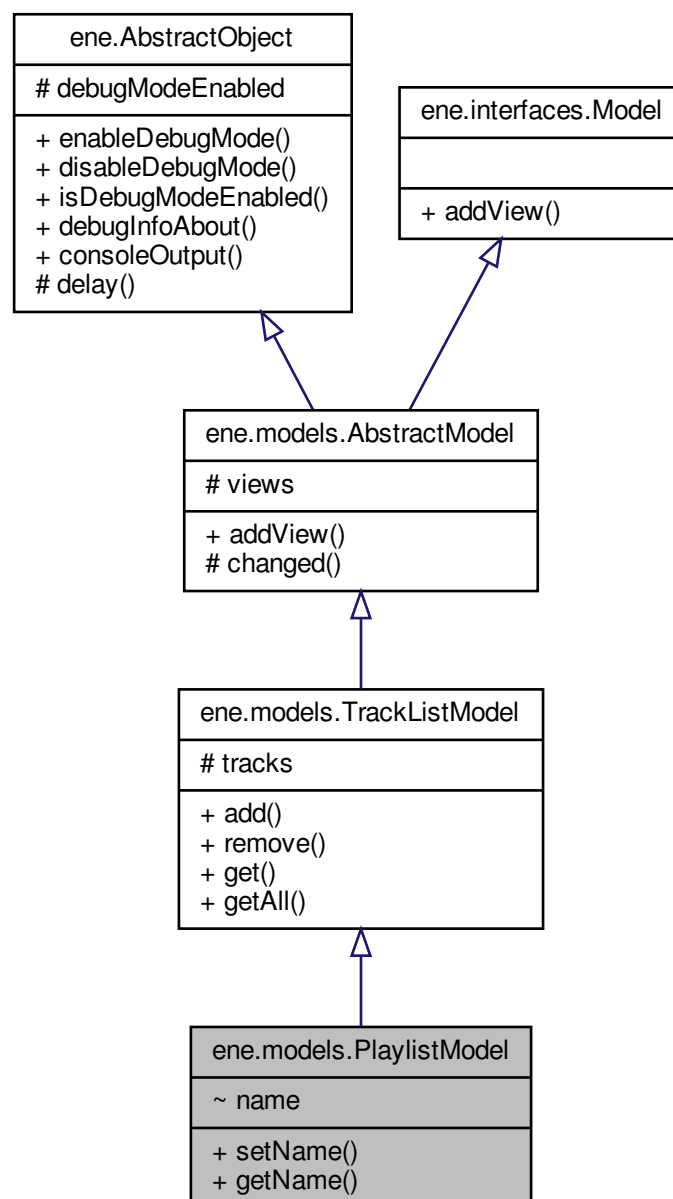 ene.AbstractObject
# debugModeEnabled
+ enableDebugMode()
+ disableDebugMode()
+ isDebugModeEnabled()
+ debugInfoAbout()
+ consoleOutput()
# delay()
ene.interfaces.Model
+ addView()
ene.models.AbstractModel
# views
+ addView()
# changed()
ene.models.TrackListModel
# tracks
+ add()
+ remove()
+ get()
+ getAll()
ene.models.PlaylistModel
~ name
+ setName()
+ getName()